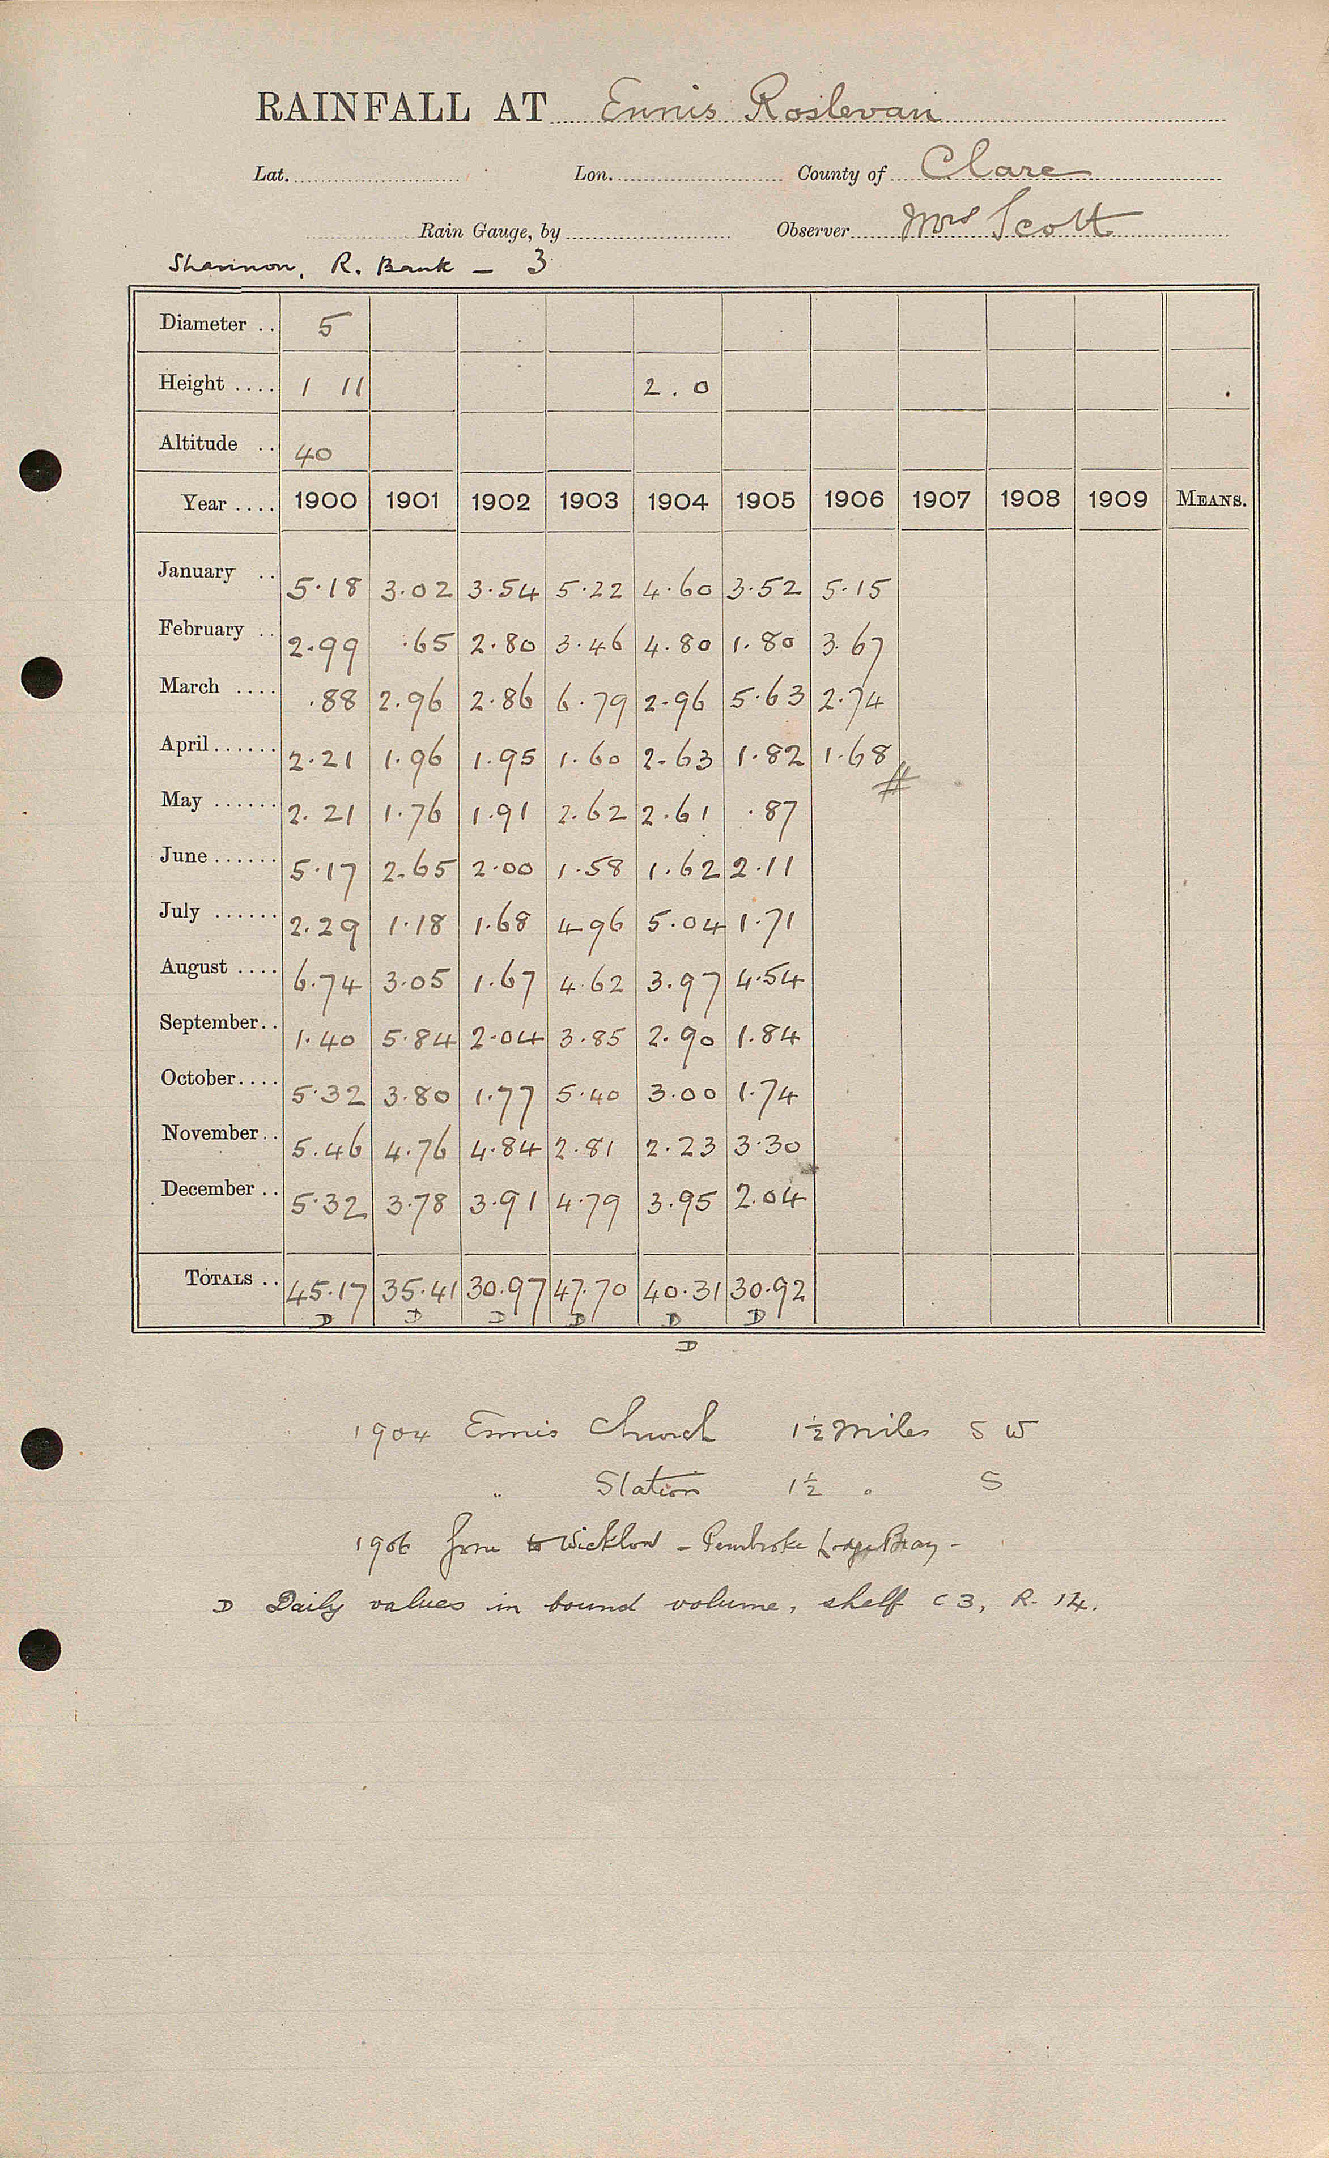 RAINFALL AT Ennis Roslevan
Lat. Lon. County of Clare
Rain Gauge, by Observer Mrs Scott
Shannon, R. Bank – 3
Diameter .. 5
Height .... 1 11 2.0
Altitude .. 40
Year .... 1900 1901 1902 1903 1904 1905 1906 1907 1908 1909 MEANS.
January .. 5.18 3.02 3.54 5.22 4.60 3.52 5.15
February .. 2.99 .65 2.80 3.46 4.80 1.80 3.67
March .... .88 2.96 2.86 6.79 2.96 5.63 2.74
April...... 2.21 1.96 1.95 1.60 2.63 1.82 1.68
May ...... 2.21 1.76 1.91 2.62 2.61 .87
June...... 5.17 2.65 2.00 1.58 1.62 2.11
July ...... 2.29 1.18 1.68 4.96 5.04 1.71
August .... 6.74 3.05 1.67 4.62 3.97 4.54
September.. 1.40 5.84 2.04 3.85 2.90 1.84
October.... 5.32 3.80 1.77 5.40 3.00 1.74
November.. 5.46 4.76 4.84 2.81 2.23 3.30
December .. 5.32 3.78 3.91 4.79 3.95 2.04
TOTALS .. 45.17 35.41 30.97 47.70 40.31 30.92
D D D D D D
D
1904 Ennis Church 1½ miles S W
" Station 1½ " S
1906 gone to Wicklow – Pembroke Lodge Bray –
D Daily values in bound volume, shelf C3, R. 14.